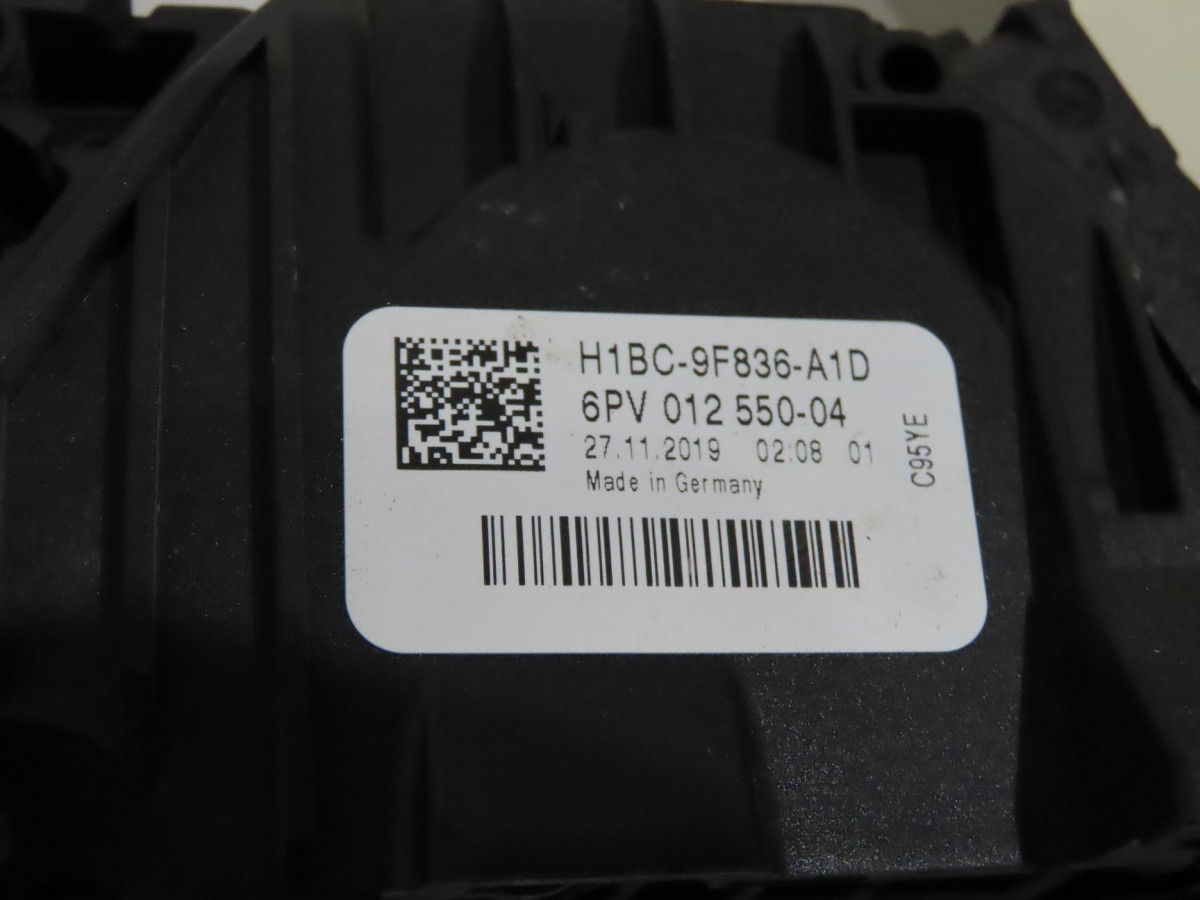 H1BC-9F836-A1D
6PV 012 550-04
27.11.2019 02:08 01
Made in Germany
C95YE